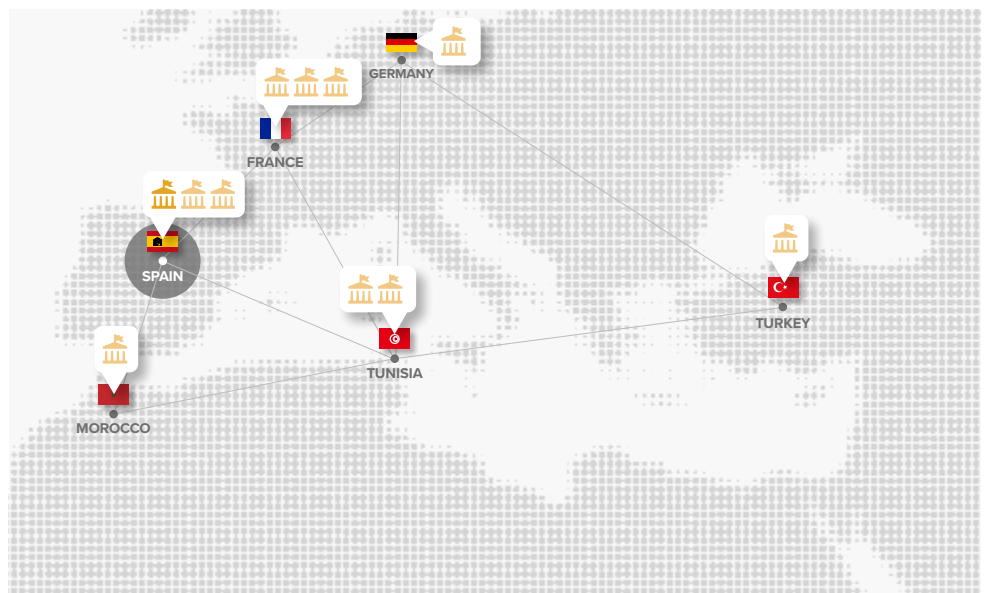 GERMANY
FRANCE
SPAIN
TURKEY
TUNISIA
MOROCCO